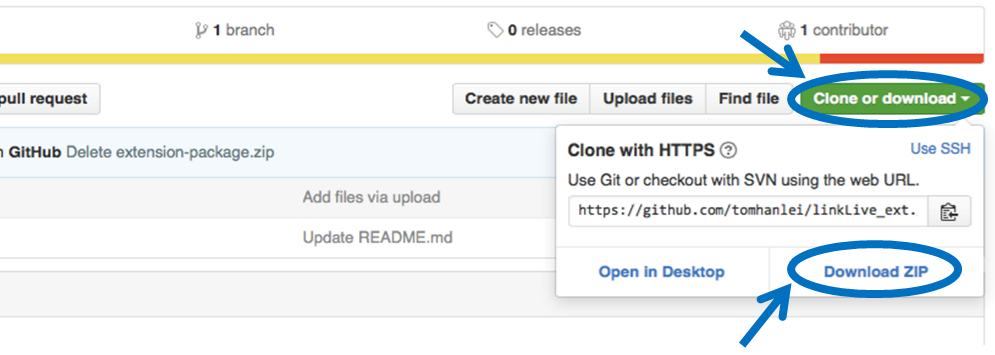 1 branch
0 releases
1 contributor
pull request
Create new file
Upload files
Find file
Clone or download
GitHub Delete extension-package.zip
Clone with HTTPS
Use SSH
Use Git or checkout with SVN using the web URL.
Add files via upload
https://github.com/tomhanlei/linkLive_ext.
Update README.md
Open in Desktop
Download ZIP